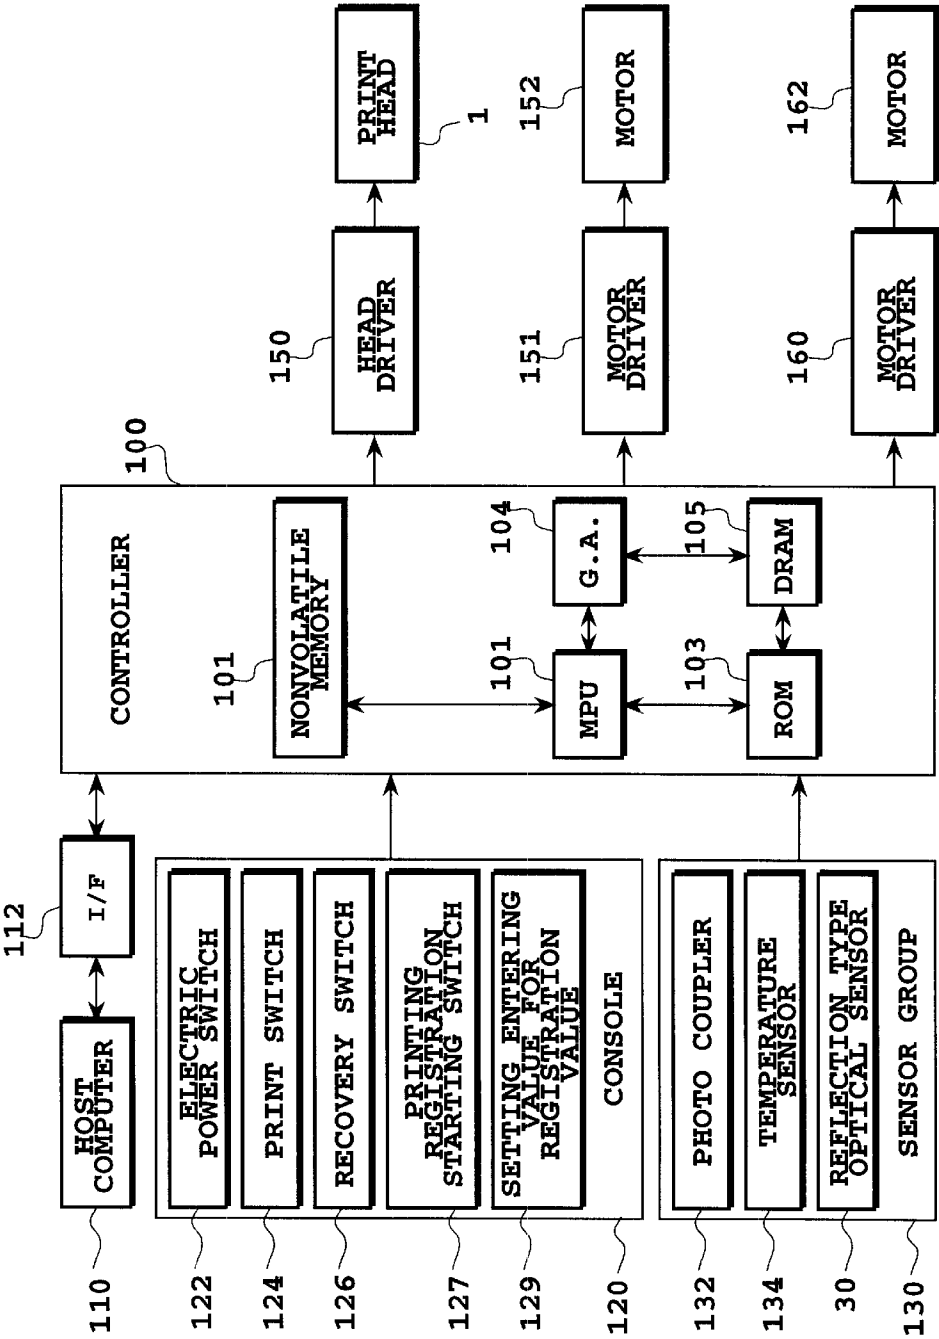 110
HOST
COMPUTER
112
I/F
100
CONTROLLER
101
NONVOLATILE
MEMORY
101
MPU
104
G.A.
103
ROM
105
DRAM
150
HEAD
DRIVER
PRINT
HEAD
1
151
MOTOR
DRIVER
152
MOTOR
160
MOTOR
DRIVER
162
MOTOR
122
ELECTRIC
POWER SWITCH
124
PRINT SWITCH
126
RECOVERY SWITCH
127
PRINTING
REGISTRATION
STARTING SWITCH
129
SETTING ENTERING
VALUE FOR
REGISTRATION
VALUE
120
CONSOLE
132
PHOTO COUPLER
134
TEMPERATURE
SENSOR
30
REFLECTION TYPE
OPTICAL SENSOR
130
SENSOR GROUP